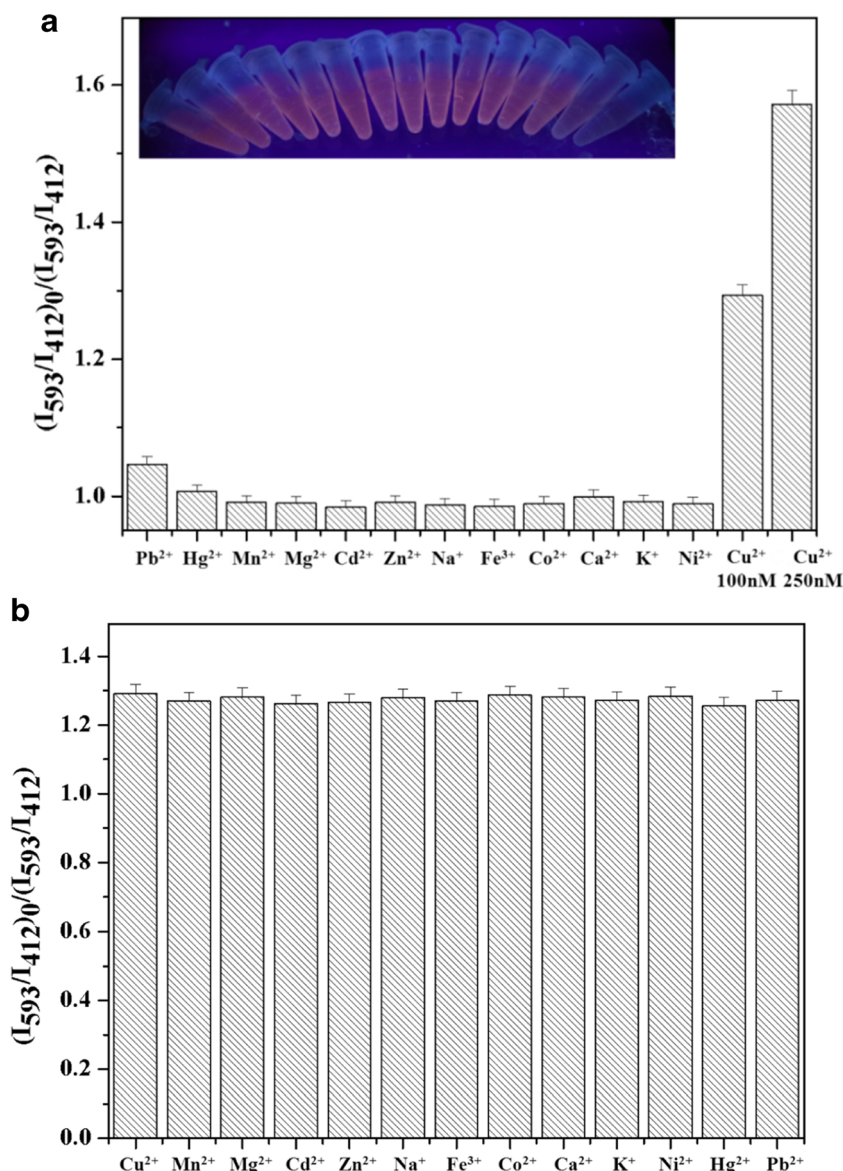 a
(I593/I412)0/(I593/I412)
1.6
1.4
1.2
1.0
Pb²⁺ Hg²⁺ Mn²⁺ Mg²⁺ Cd²⁺ Zn²⁺ Na⁺ Fe³⁺ Co²⁺ Ca²⁺ K⁺ Ni²⁺ Cu²⁺ Cu²⁺
100nM 250nM
b
(I593/I412)0/(I593/I412)
1.4
1.2
1.0
0.8
0.6
0.4
0.2
0.0
Cu²⁺ Mn²⁺ Mg²⁺ Cd²⁺ Zn²⁺ Na⁺ Fe³⁺ Co²⁺ Ca²⁺ K⁺ Ni²⁺ Hg²⁺ Pb²⁺